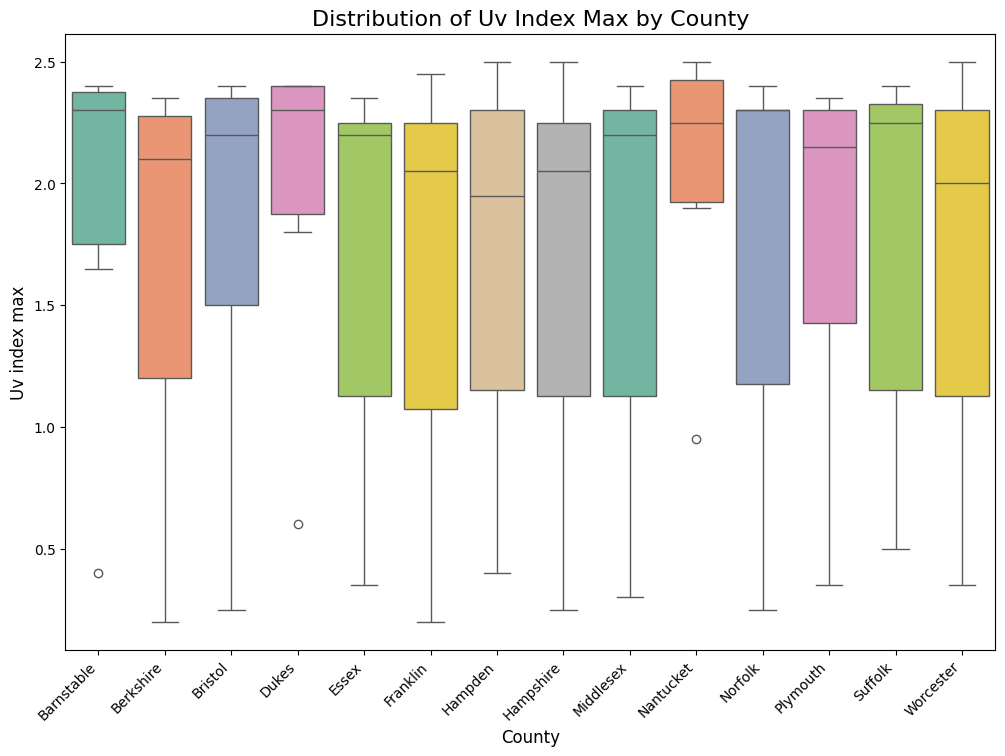 Distribution of Uv Index Max by County
Uv index max
2.5
2.0
1.5
1.0
0.5
Barnstable
Berkshire
Bristol
Dukes
Essex
Franklin
Hampden
Hampshire
Middlesex
Nantucket
Norfolk
Plymouth
Suffolk
Worcester
County